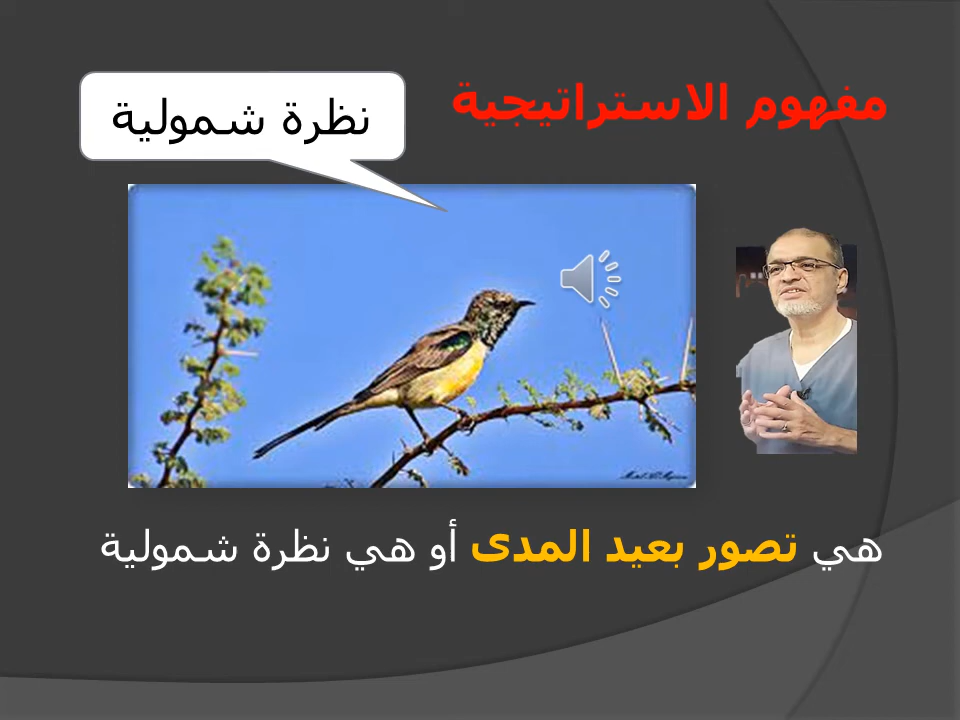 مفهوم الاستراتيجية
نظرة شمولية
هي تصور بعيد المدى أو هي نظرة شمولية